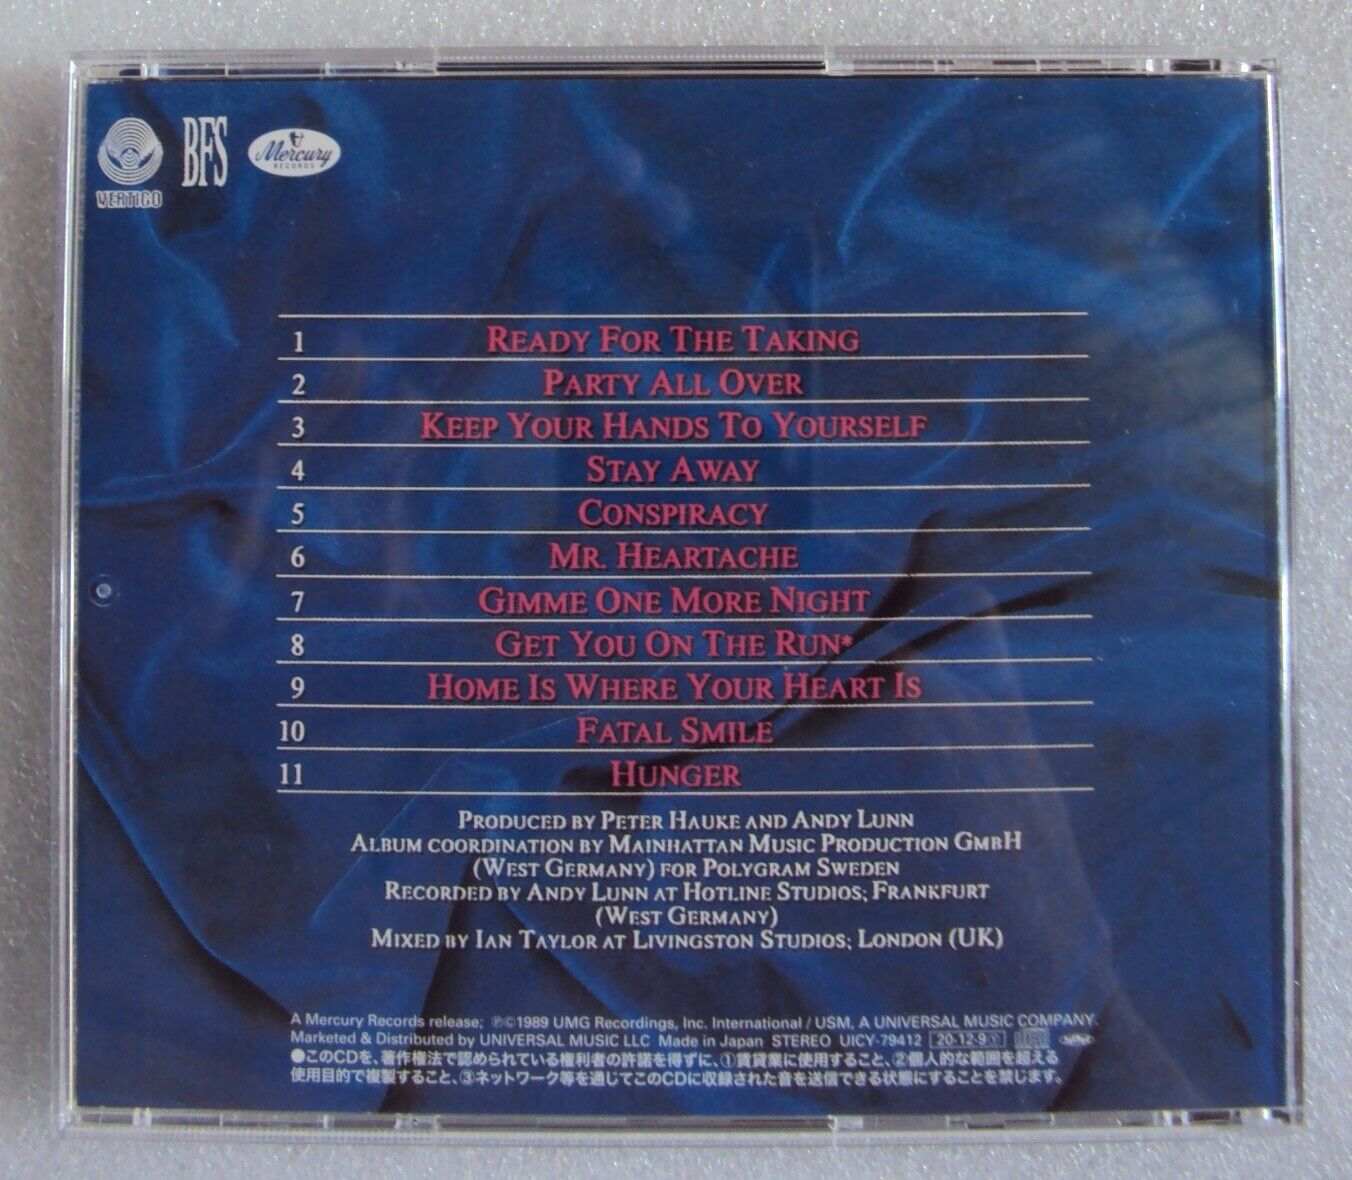 VERTIGO
BFS
Mercury
RECORDS
1 READY FOR THE TAKING
2 PARTY ALL OVER
3 KEEP YOUR HANDS TO YOURSELF
4 STAY AWAY
5 CONSPIRACY
6 MR. HEARTACHE
7 GIMME ONE MORE NIGHT
8 GET YOU ON THE RUN*
9 HOME IS WHERE YOUR HEART IS
10 FATAL SMILE
11 HUNGER
PRODUCED BY PETER HAUKE AND ANDY LUNN
ALBUM COORDINATION BY MAINHATTAN MUSIC PRODUCTION GMBH
(WEST GERMANY) FOR POLYGRAM SWEDEN
RECORDED BY ANDY LUNN AT HOTLINE STUDIOS; FRANKFURT
(WEST GERMANY)
MIXED BY IAN TAYLOR AT LIVINGSTON STUDIOS; LONDON (UK)
A Mercury Records release; ℗©1989 UMG Recordings, Inc. International / USM, A UNIVERSAL MUSIC COMPANY.
Marketed & Distributed by UNIVERSAL MUSIC LLC Made in Japan STEREO UICY-79412 20-12-9
●このCDを、著作権法で認められている権利者の許諾を得ずに、①賃貸業に使用すること、②個人的な範囲を超える
使用目的で複製すること、③ネットワーク等を通じてこのCDに収録された音を送信できる状態にすることを禁じます。